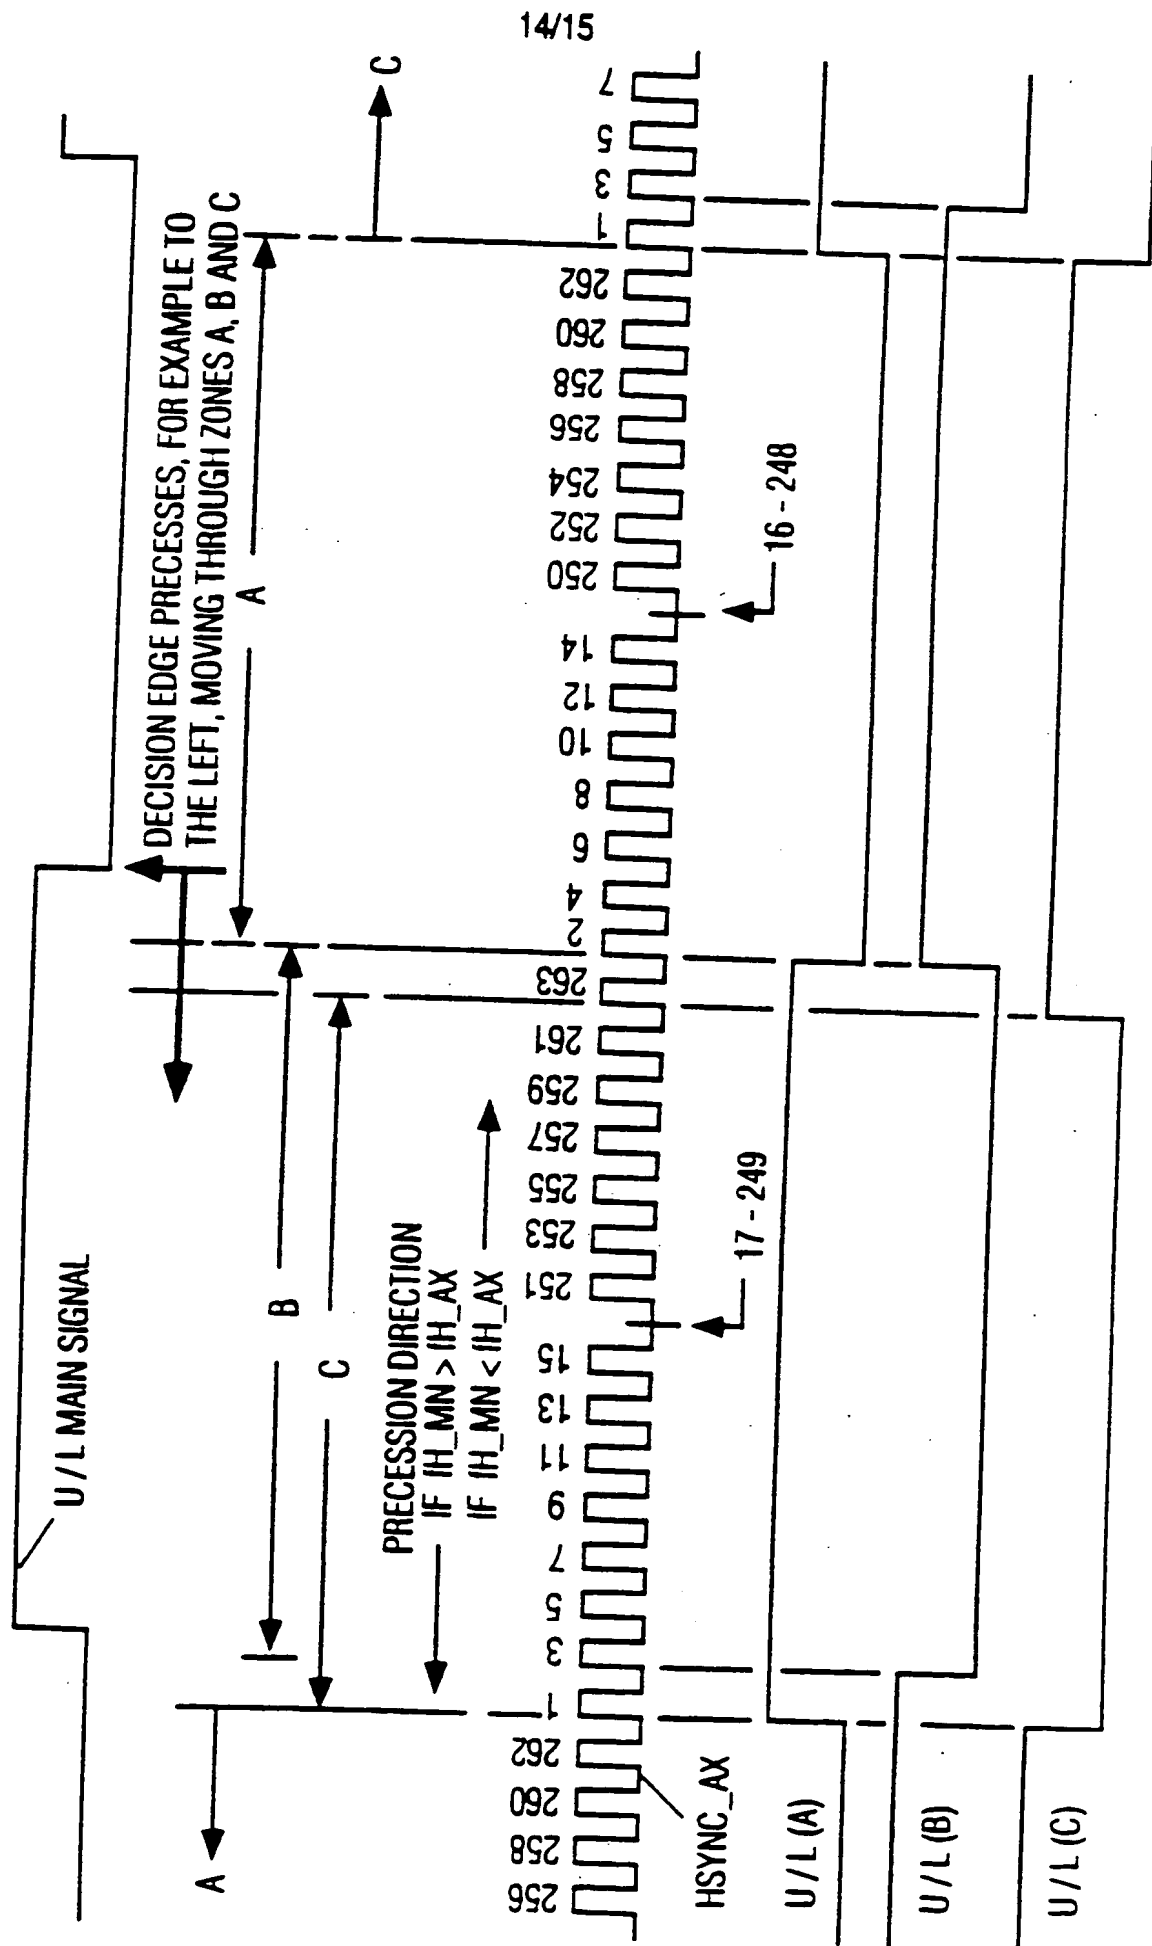 14/15
U / L MAIN SIGNAL
DECISION EDGE PRECESSES, FOR EXAMPLE TO
THE LEFT, MOVING THROUGH ZONES A, B AND C
A
A
B
C
C
PRECESSION DIRECTION
IF fH_MN > fH_AX
IF fH_MN < fH_AX
256 258 260 262 1 3 5 7 9 11 13 15 251 253 255 257 259 261 263 2 4 6 8 10 12 14 250 252 254 256 258 260 262 1 3 5 7
17 - 249
16 - 248
HSYNC_AX
U / L (A)
U / L (B)
U / L (C)